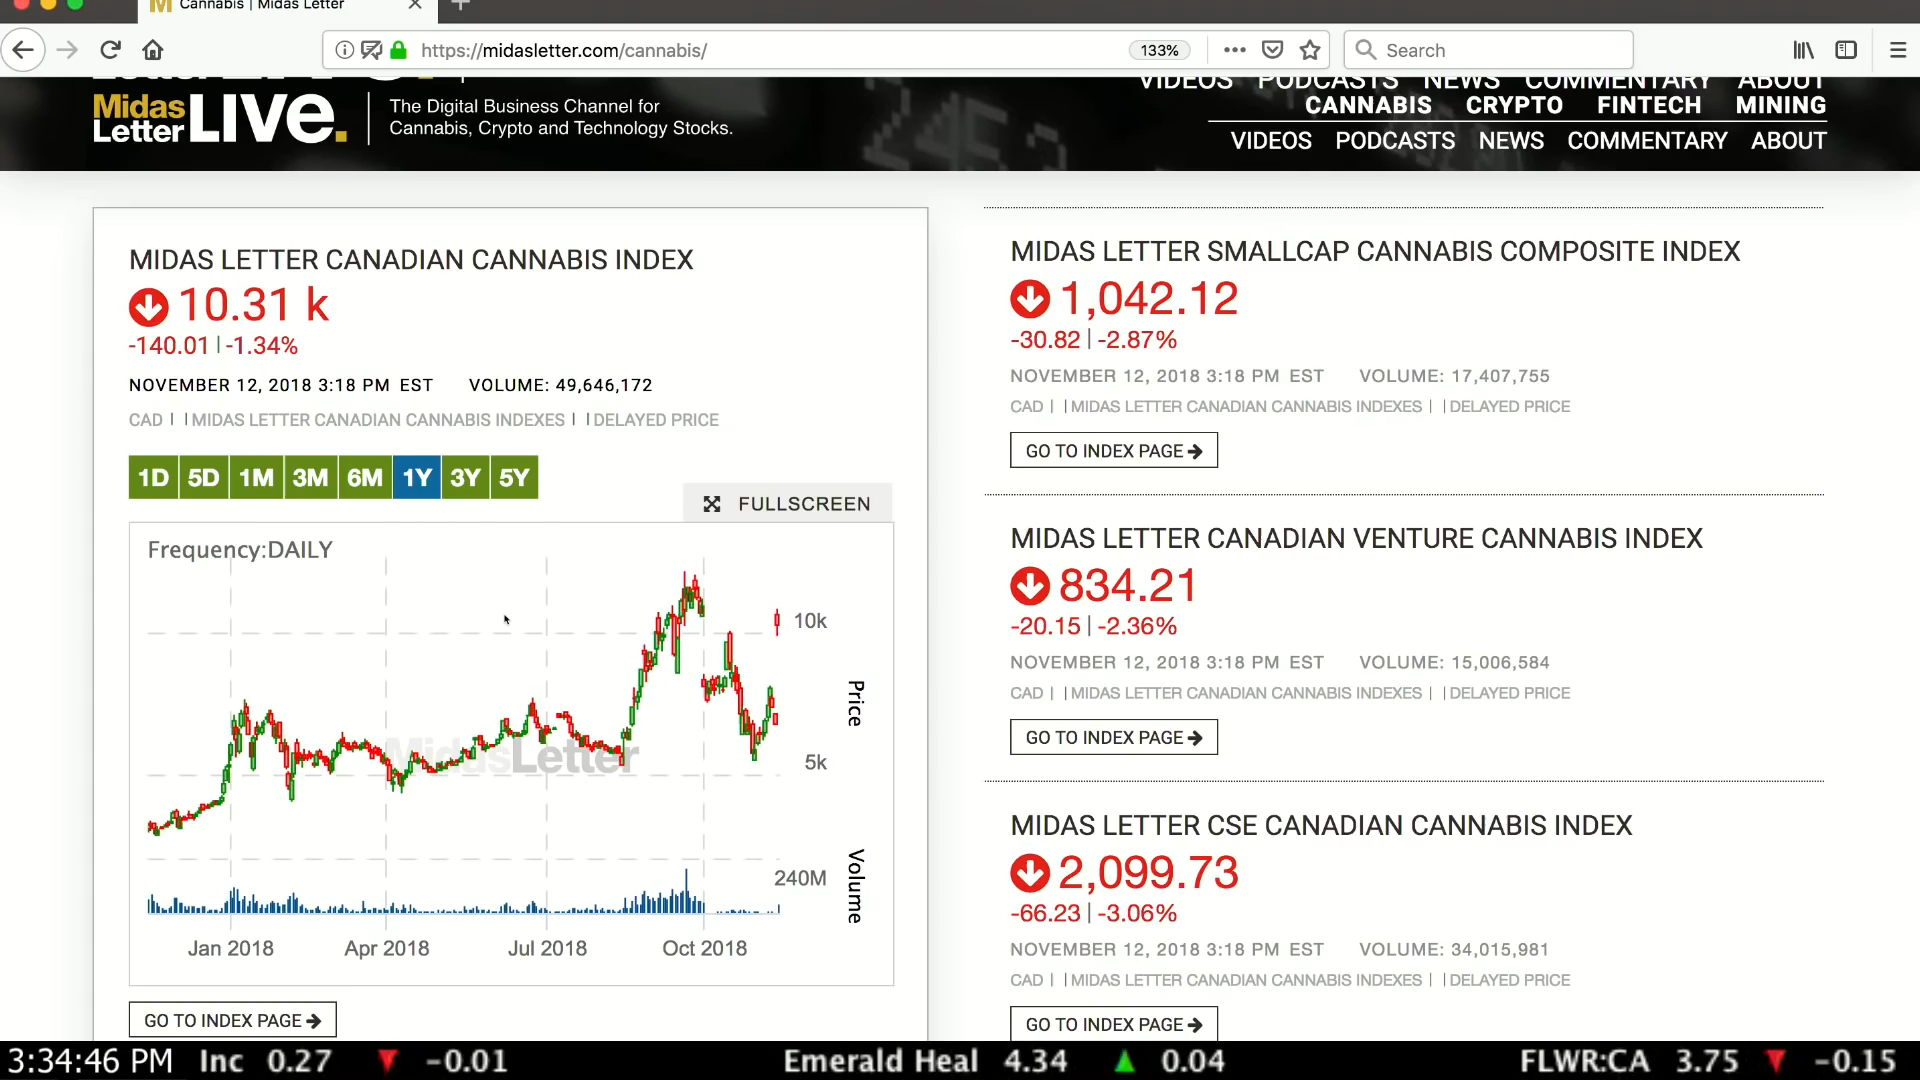 Cannabis | Midas Letter
https://midasletter.com/cannabis/
133%
Search
VIDEOS PODCASTS NEWS COMMENTARY ABOUT
Midas Letter LIVE.
The Digital Business Channel for
Cannabis, Crypto and Technology Stocks.
CANNABIS CRYPTO FINTECH MINING
VIDEOS PODCASTS NEWS COMMENTARY ABOUT
MIDAS LETTER CANADIAN CANNABIS INDEX
10.31 k
-140.01 | -1.34%
NOVEMBER 12, 2018 3:18 PM EST VOLUME: 49,646,172
CAD | | MIDAS LETTER CANADIAN CANNABIS INDEXES | | DELAYED PRICE
1D 5D 1M 3M 6M 1Y 3Y 5Y
FULLSCREEN
Frequency:DAILY
10k
Price
MidasLetter
5k
Volume
240M
Jan 2018 Apr 2018 Jul 2018 Oct 2018
GO TO INDEX PAGE
MIDAS LETTER SMALLCAP CANNABIS COMPOSITE INDEX
1,042.12
-30.82 | -2.87%
NOVEMBER 12, 2018 3:18 PM EST VOLUME: 17,407,755
CAD | | MIDAS LETTER CANADIAN CANNABIS INDEXES | | DELAYED PRICE
GO TO INDEX PAGE
MIDAS LETTER CANADIAN VENTURE CANNABIS INDEX
834.21
-20.15 | -2.36%
NOVEMBER 12, 2018 3:18 PM EST VOLUME: 15,006,584
CAD | | MIDAS LETTER CANADIAN CANNABIS INDEXES | | DELAYED PRICE
GO TO INDEX PAGE
MIDAS LETTER CSE CANADIAN CANNABIS INDEX
2,099.73
-66.23 | -3.06%
NOVEMBER 12, 2018 3:18 PM EST VOLUME: 34,015,981
CAD | | MIDAS LETTER CANADIAN CANNABIS INDEXES | | DELAYED PRICE
GO TO INDEX PAGE
3:34:46 PM Inc 0.27 -0.01 Emerald Heal 4.34 0.04 FLWR:CA 3.75 -0.15